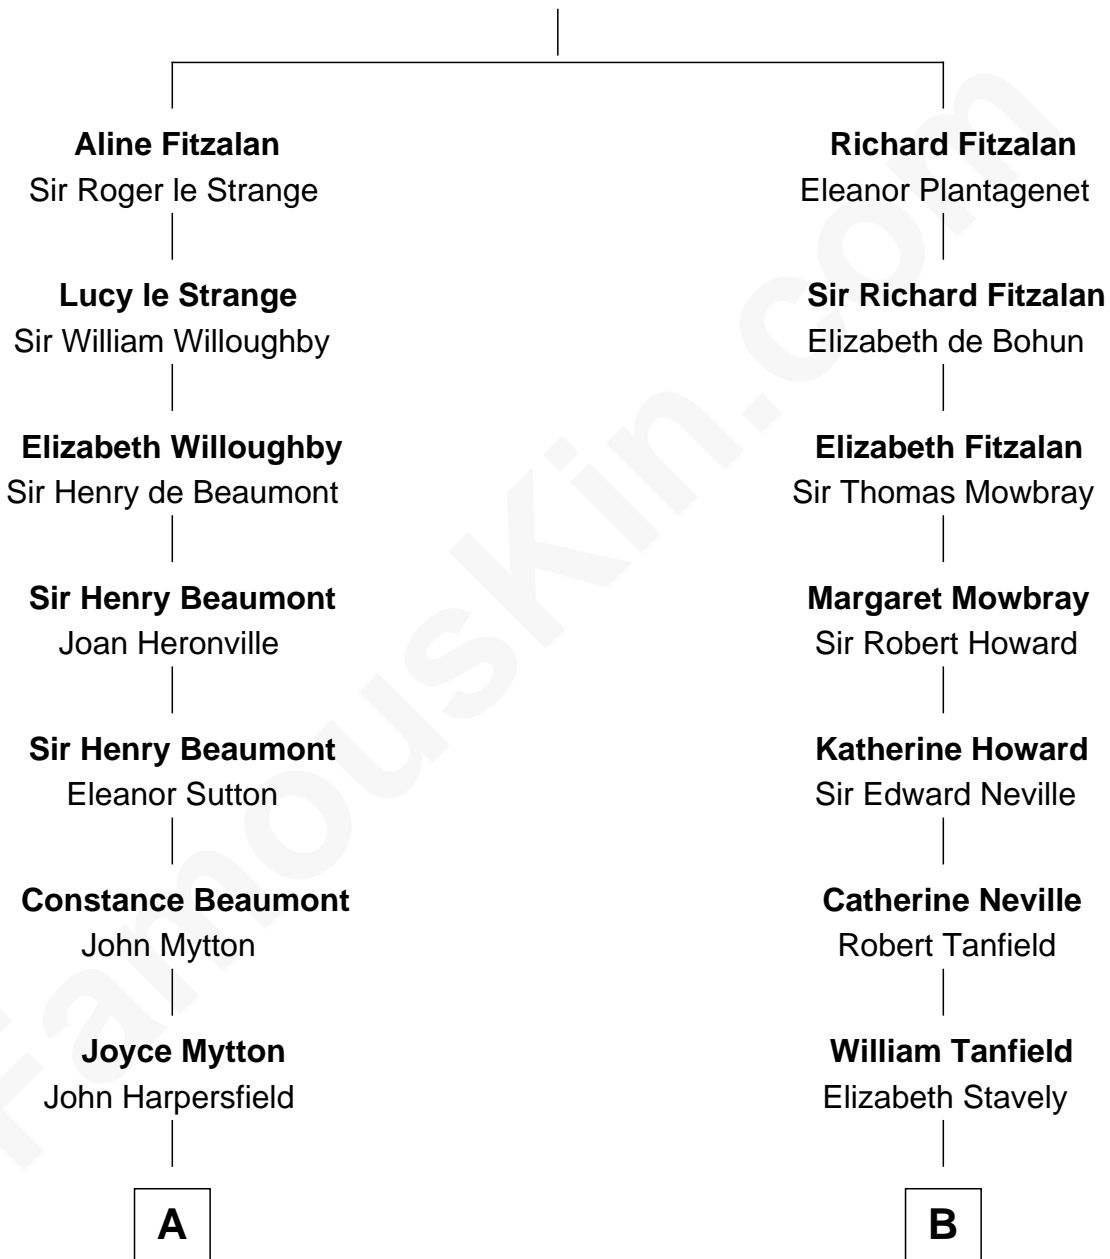 Aline Fitzalan
Sir Roger le Strange
Lucy le Strange
Sir William Willoughby
Elizabeth Willoughby
Sir Henry de Beaumont
Sir Henry Beaumont
Joan Heronville
Sir Henry Beaumont
Eleanor Sutton
Constance Beaumont
John Mytton
Joyce Mytton
John Harpersfield
A
Richard Fitzalan
Eleanor Plantagenet
Sir Richard Fitzalan
Elizabeth de Bohun
Elizabeth Fitzalan
Sir Thomas Mowbray
Margaret Mowbray
Sir Robert Howard
Katherine Howard
Sir Edward Neville
Catherine Neville
Robert Tanfield
William Tanfield
Elizabeth Stavely
B
FamousKin.com